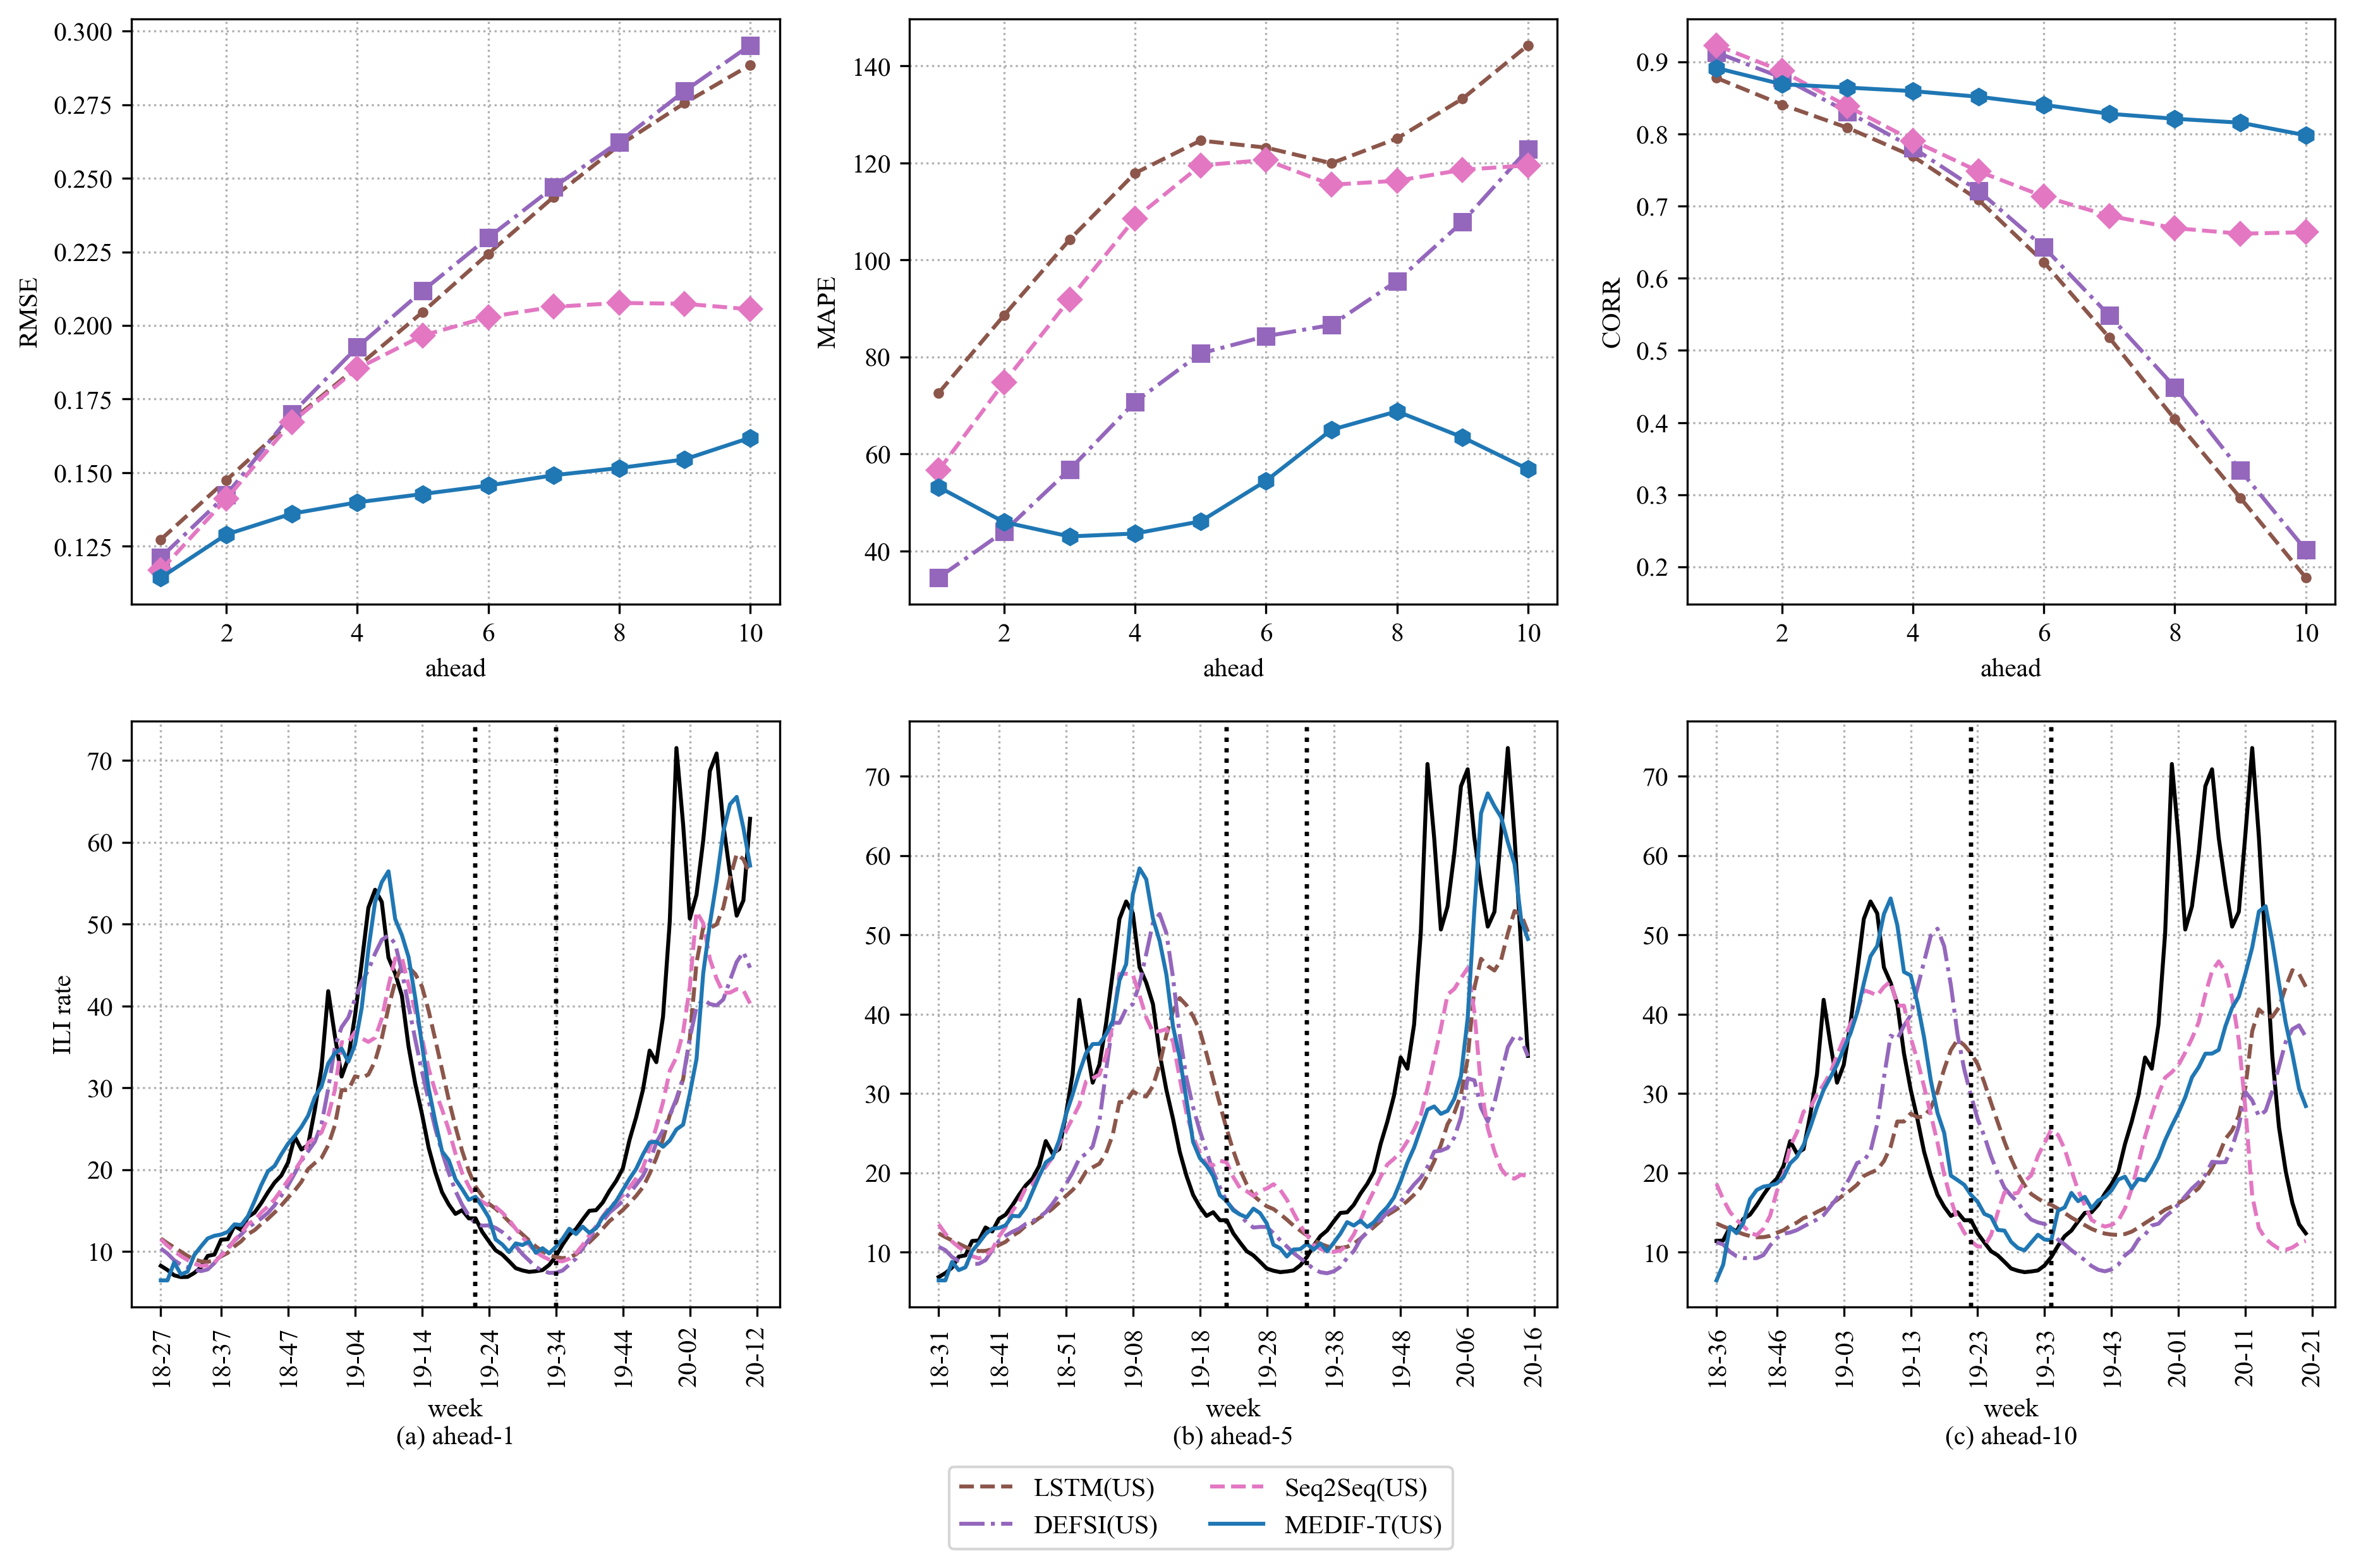 RMSE
0.300
0.275
0.250
0.225
0.200
0.175
0.150
0.125
2 4 6 8 10
ahead
MAPE
140
120
100
80
60
40
2 4 6 8 10
ahead
CORR
0.9
0.8
0.7
0.6
0.5
0.4
0.3
0.2
2 4 6 8 10
ahead
ILI rate
70
60
50
40
30
20
10
18-27 18-37 18-47 19-04 19-14 19-24 19-34 19-44 20-02 20-12
week
(a) ahead-1
70
60
50
40
30
20
10
18-31 18-41 18-51 19-08 19-18 19-28 19-38 19-48 20-06 20-16
week
(b) ahead-5
70
60
50
40
30
20
10
18-36 18-46 19-03 19-13 19-23 19-33 19-43 20-01 20-11 20-21
week
(c) ahead-10
LSTM(US) Seq2Seq(US)
DEFSI(US) MEDIF-T(US)